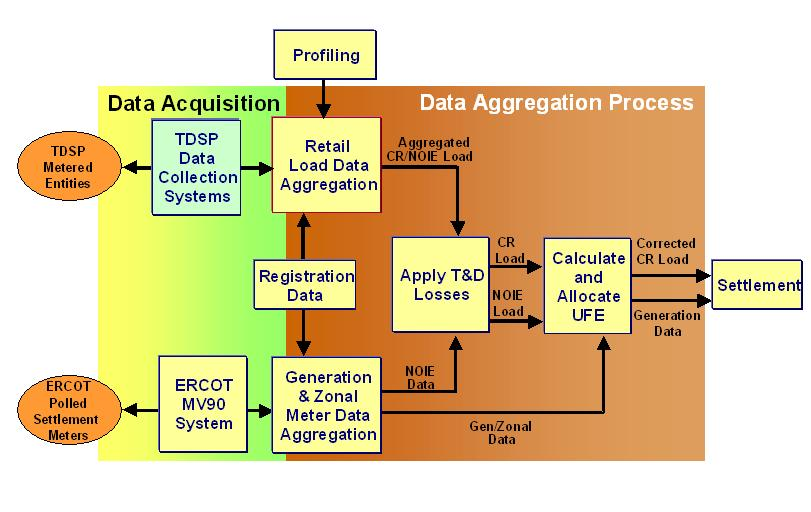 Profiling
Data Acquisition
Data Aggregation Process
TDSP
Metered
Entities
TDSP
Data
Collection
Systems
Retail
Load Data
Aggregation
Aggregated
CR/NOIE Load
Registration
Data
Apply T&D
Losses
CR
Load
NOIE
Load
Calculate
and
Allocate
UFE
Corrected
CR Load
Generation
Data
Settlement
ERCOT
Polled
Settlement
Meters
ERCOT
MV90
System
Generation
& Zonal
Meter Data
Aggregation
NOIE
Data
Gen/Zonal
Data